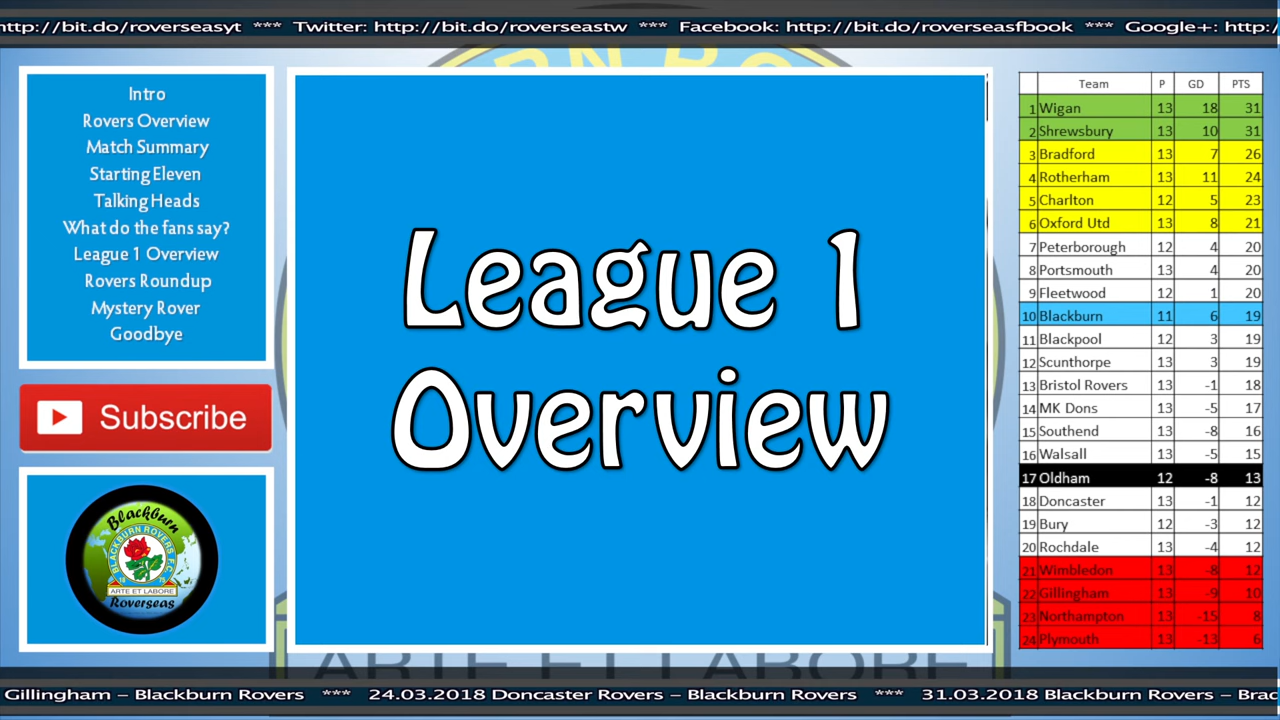 http://bit.do/roverseasyt *** Twitter: http://bit.do/roverseastw *** Facebook: http://bit.do/roverseasfbook *** Google+: http:/
Intro
Rovers Overview
Match Summary
Starting Eleven
Talking Heads
What do the fans say?
League 1 Overview
Rovers Roundup
Mystery Rover
Goodbye
Subscribe
Blackburn
BLACKBURN ROVERS F.C.
18 75
ARTE ET LABORE
Roverseas
League 1
Overview
Team P GD PTS
1 Wigan 13 18 31
2 Shrewsbury 13 10 31
3 Bradford 13 7 26
4 Rotherham 13 11 24
5 Charlton 12 5 23
6 Oxford Utd 13 8 21
7 Peterborough 12 4 20
8 Portsmouth 13 4 20
9 Fleetwood 12 1 20
10 Blackburn 11 6 19
11 Blackpool 12 3 19
12 Scunthorpe 13 3 19
13 Bristol Rovers 13 -1 18
14 MK Dons 13 -5 17
15 Southend 13 -8 16
16 Walsall 13 -5 15
17 Oldham 12 -8 13
18 Doncaster 13 -1 12
19 Bury 12 -3 12
20 Rochdale 13 -4 12
21 Wimbledon 13 -8 12
22 Gillingham 13 -9 10
23 Northampton 13 -15 8
24 Plymouth 13 -13 6
ARTE ET LABORE
Gillingham – Blackburn Rovers *** 24.03.2018 Doncaster Rovers – Blackburn Rovers *** 31.03.2018 Blackburn Rovers – Brad